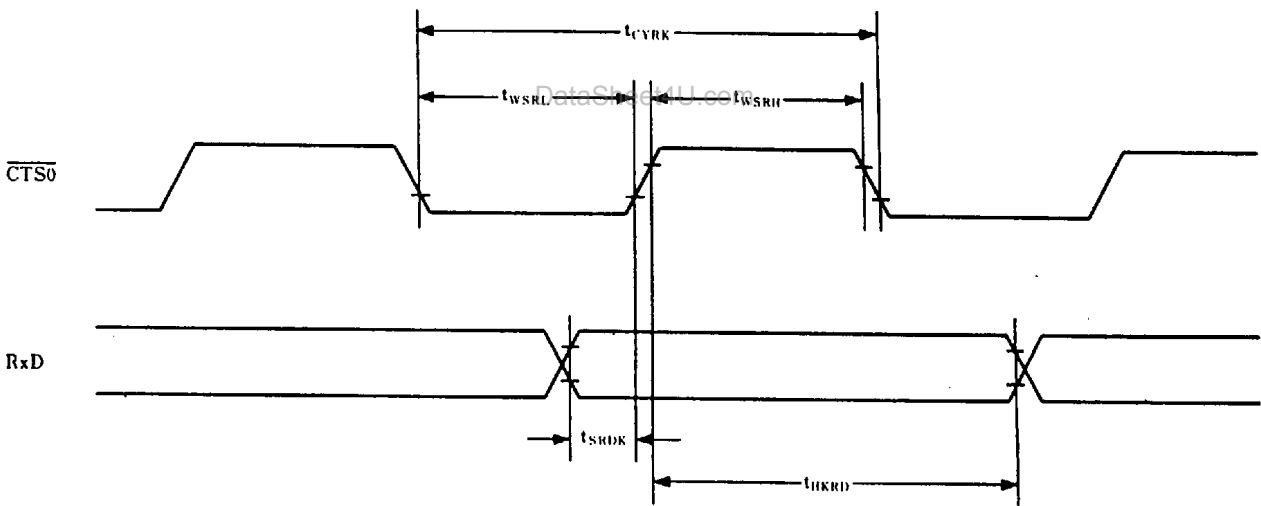 tCYRK
tWSRL
DataSheet4U.com
tWSRH
CTS0
RxD
tSRDK
tHKRD